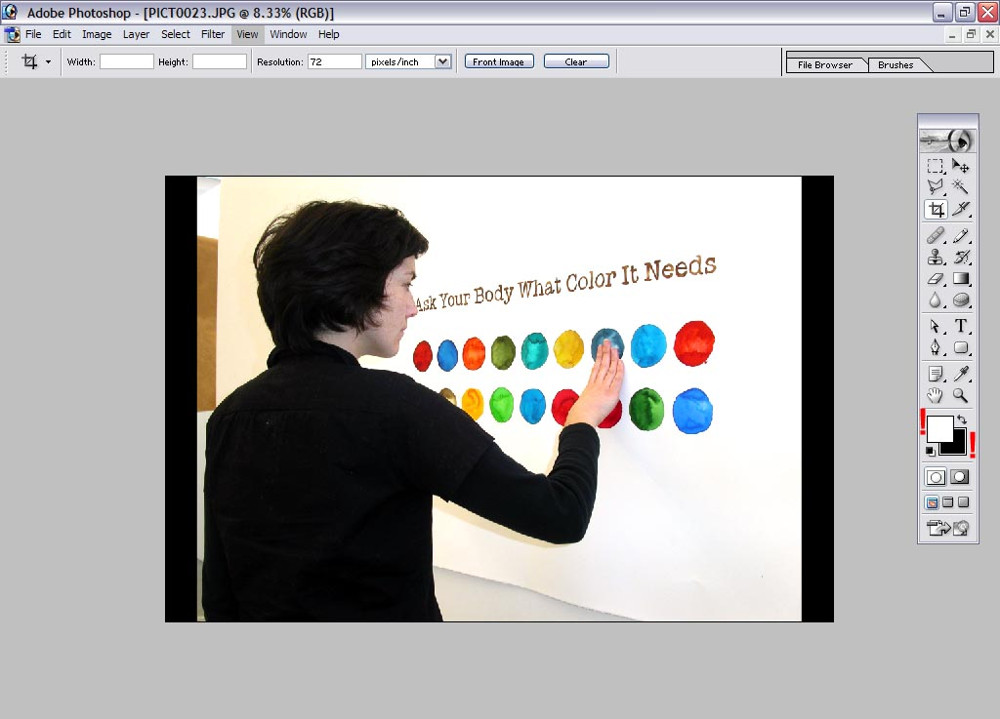 Adobe Photoshop - [PICT0023.JPG @ 8.33% (RGB)]
File Edit Image Layer Select Filter View Window Help
Width: Height: Resolution: 72 pixels/inch Front Image Clear File Browser Brushes
Ask Your Body What Color It Needs
T
! !